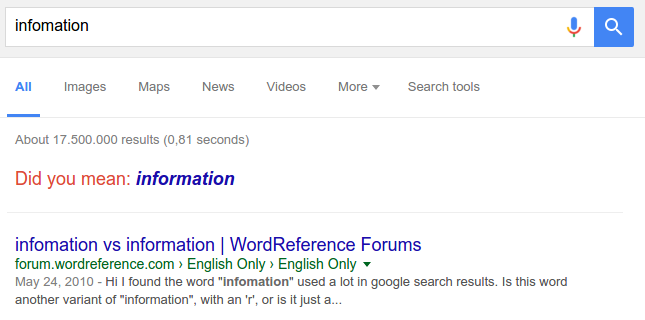 infomation
All Images Maps News Videos More Search tools
About 17.500.000 results (0,81 seconds)
Did you mean: information
infomation vs information | WordReference Forums
forum.wordreference.com › English Only › English Only
May 24, 2010 - Hi I found the word "infomation" used a lot in google search results. Is this word
another variant of "information", with an 'r', or is it just a...